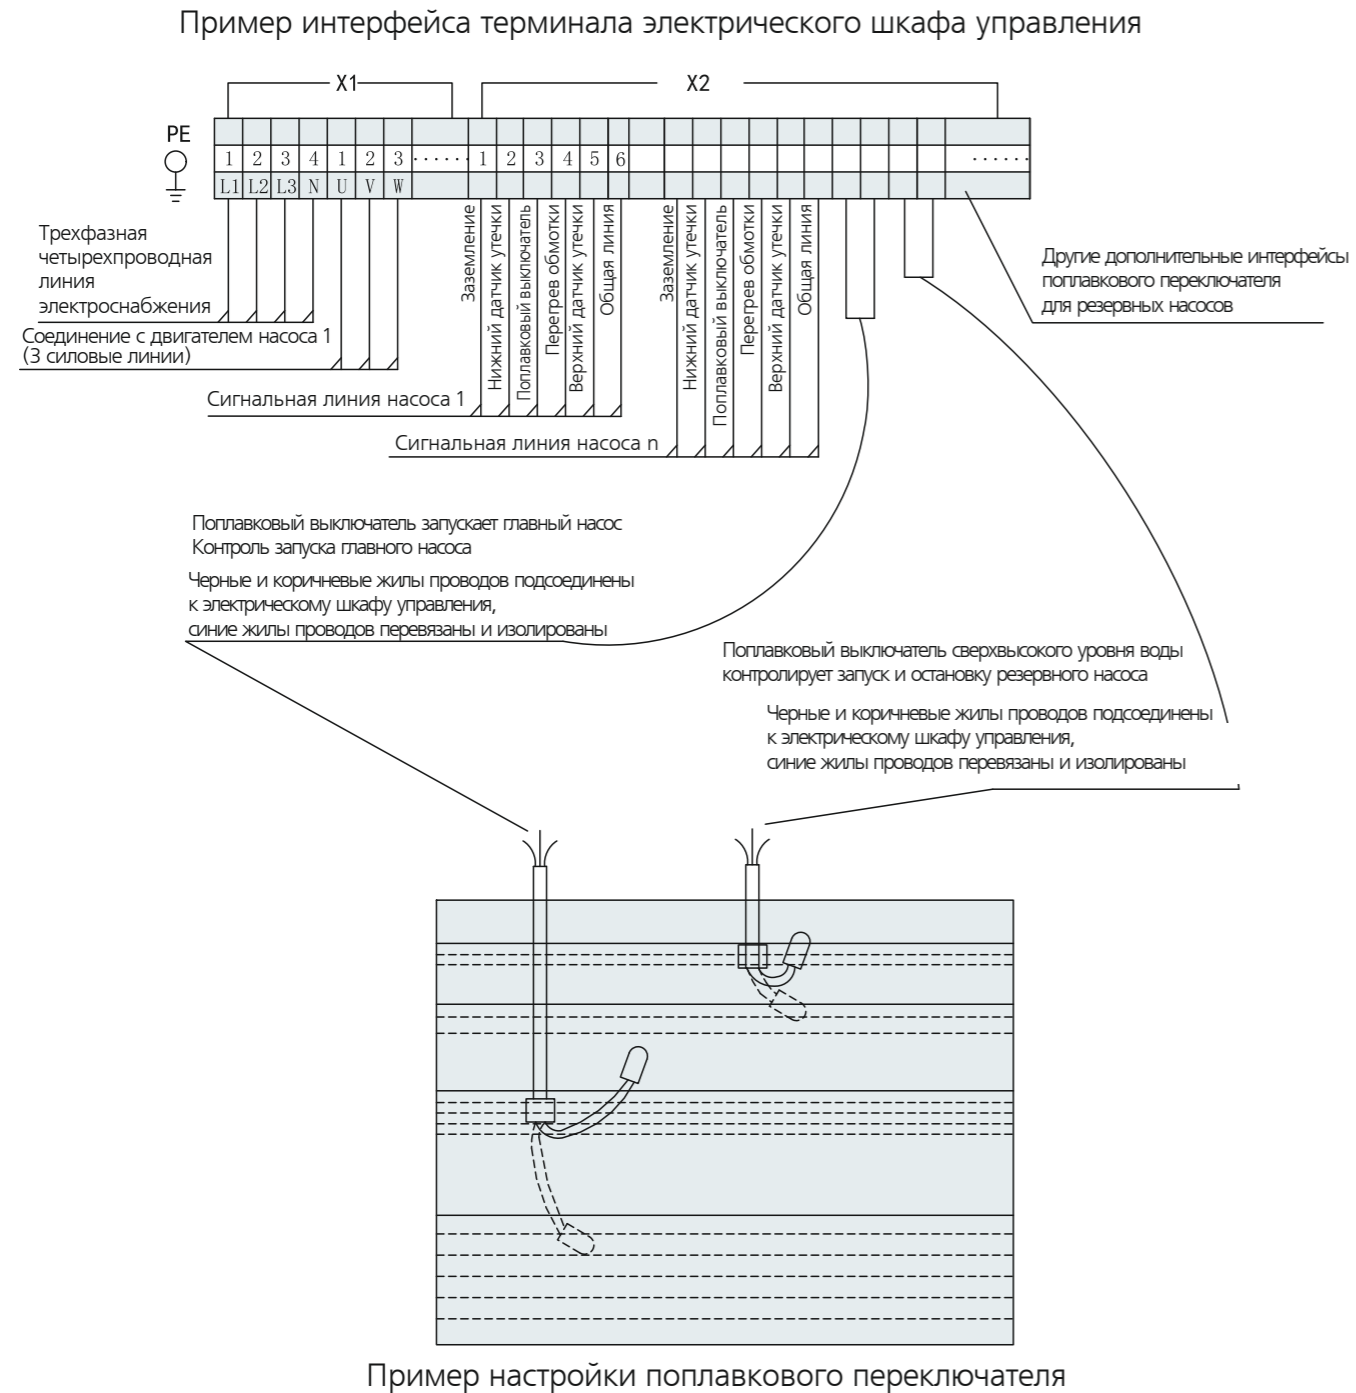 Пример интерфейса терминала электрического шкафа управления
X1
X2
PE
1 2 3 4 1 2 3 ...... 1 2 3 4 5 6 ......
L1 L2 L3 N U V W
Трехфазная
четырехпроводная
линия
электроснабжения
Соединение с двигателем насоса 1
(3 силовые линии)
Заземление
Нижний датчик утечки
Поплавковый выключатель
Перегрев обмотки
Верхний датчик утечки
Общая линия
Заземление
Нижний датчик утечки
Поплавковый выключатель
Перегрев обмотки
Верхний датчик утечки
Общая линия
Другие дополнительные интерфейсы
поплавкового переключателя
для резервных насосов
Сигнальная линия насоса 1
Сигнальная линия насоса n
Поплавковый выключатель запускает главный насос
Контроль запуска главного насоса
Черные и коричневые жилы проводов подсоединены
к электрическому шкафу управления,
синие жилы проводов перевязаны и изолированы
Поплавковый выключатель сверхвысокого уровня воды
контролирует запуск и остановку резервного насоса
Черные и коричневые жилы проводов подсоединены
к электрическому шкафу управления,
синие жилы проводов перевязаны и изолированы
Пример настройки поплавкового переключателя